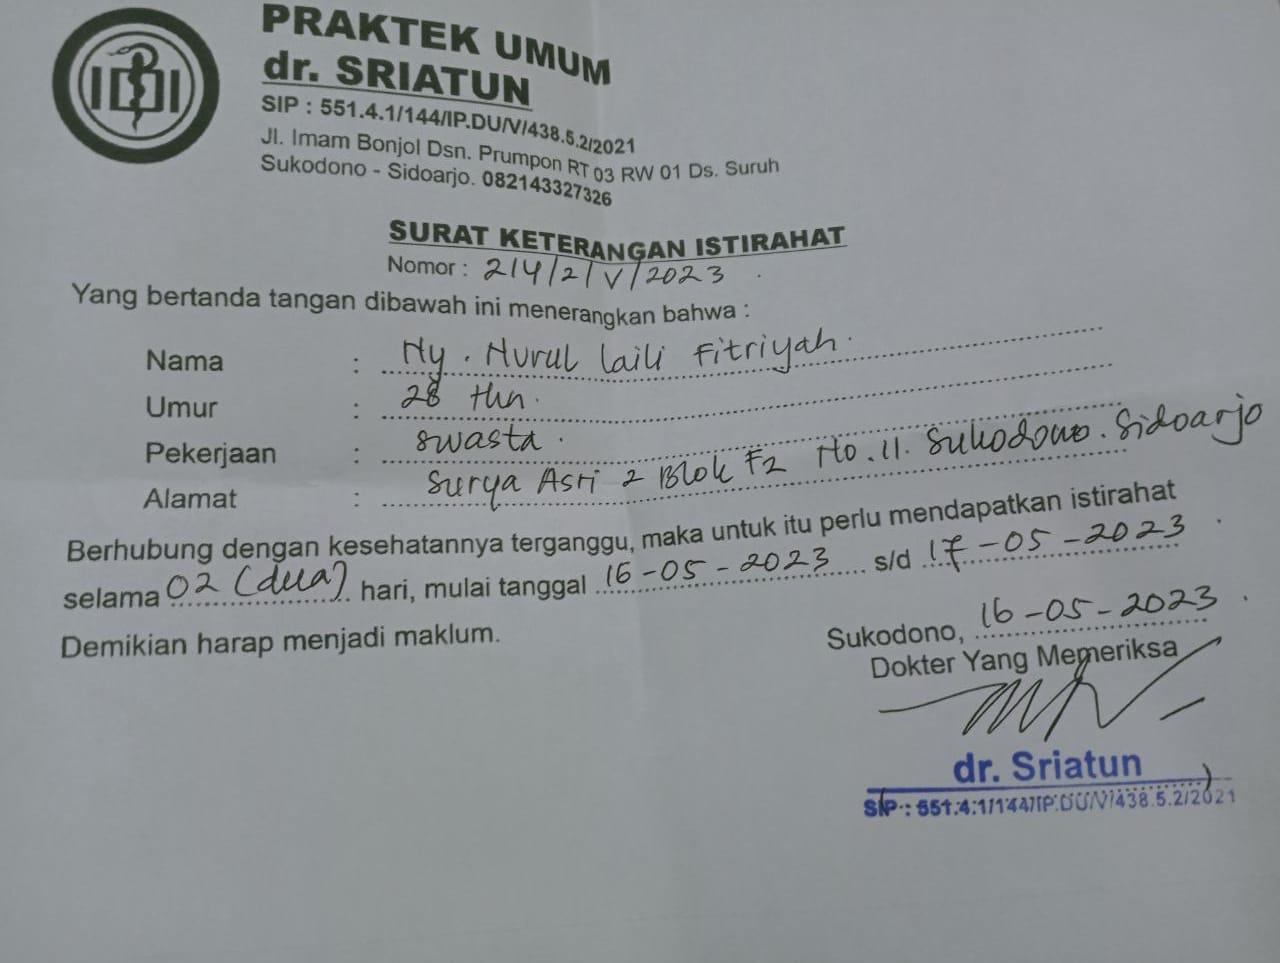 IDI
PRAKTEK UMUM
dr. SRIATUN
SIP : 551.4.1/144/IP.DU/V/438.5.2/2021
Jl. Imam Bonjol Dsn. Prumpon RT 03 RW 01 Ds. Suruh
Sukodono - Sidoarjo. 082143327326
SURAT KETERANGAN ISTIRAHAT
Nomor : 214/2/V/2023
Yang bertanda tangan dibawah ini menerangkan bahwa :
Nama : Ny. Nurul Laili Fitriyah.
Umur : 28 thn.
Pekerjaan : swasta.
Alamat : Surya Asri 2 Blok F2 No. 11. Sukodono. Sidoarjo
Berhubung dengan kesehatannya terganggu, maka untuk itu perlu mendapatkan istirahat
selama 02 (dua) hari, mulai tanggal 16-05-2023 s/d 17-05-2023
Demikian harap menjadi maklum.
Sukodono, 16-05-2023
Dokter Yang Memeriksa
dr. Sriatun
SIP : 551.4.1/144/IP.DU/V/438.5.2/2021